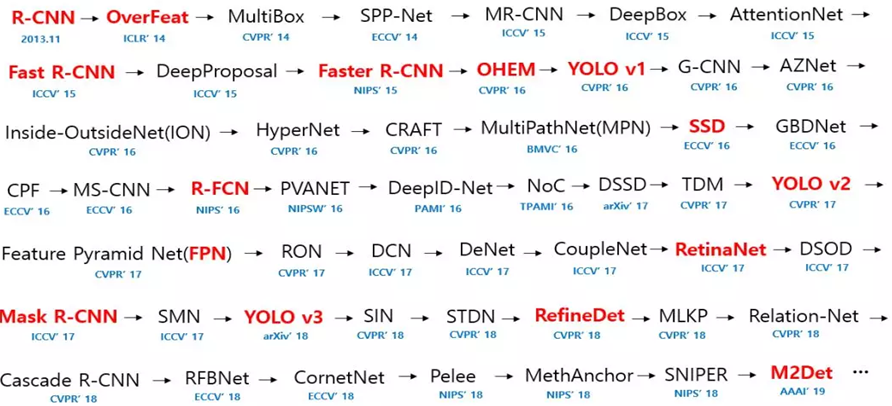 R-CNN → OverFeat → MultiBox → SPP-Net → MR-CNN → DeepBox → AttentionNet →
2013.11 ICLR' 14 CVPR' 14 ECCV' 14 ICCV' 15 ICCV' 15 ICCV' 15
Fast R-CNN → DeepProposal → Faster R-CNN → OHEM → YOLO v1 → G-CNN → AZNet →
ICCV' 15 ICCV' 15 NIPS' 15 CVPR' 16 CVPR' 16 CVPR' 16 CVPR' 16
Inside-OutsideNet(ION) → HyperNet → CRAFT → MultiPathNet(MPN) → SSD → GBDNet →
CVPR' 16 CVPR' 16 CVPR' 16 BMVC' 16 ECCV' 16 ECCV' 16
CPF → MS-CNN → R-FCN → PVANET → DeepID-Net → NoC → DSSD → TDM → YOLO v2 →
ECCV' 16 ECCV' 16 NIPS' 16 NIPSW' 16 PAMI' 16 TPAMI' 16 arXiv' 17 CVPR' 17 CVPR' 17
Feature Pyramid Net(FPN) → RON → DCN → DeNet → CoupleNet → RetinaNet → DSOD →
CVPR' 17 CVPR' 17 ICCV' 17 ICCV' 17 ICCV' 17 ICCV' 17 ICCV' 17
Mask R-CNN → SMN → YOLO v3 → SIN → STDN → RefineDet → MLKP → Relation-Net →
ICCV' 17 ICCV' 17 arXiv' 18 CVPR' 18 CVPR' 18 CVPR' 18 CVPR' 18 CVPR' 18
Cascade R-CNN → RFBNet → CornetNet → Pelee → MethAnchor → SNIPER → M2Det ···
CVPR' 18 ECCV' 18 ECCV' 18 NIPS' 18 NIPS' 18 NIPS' 18 AAAI' 19